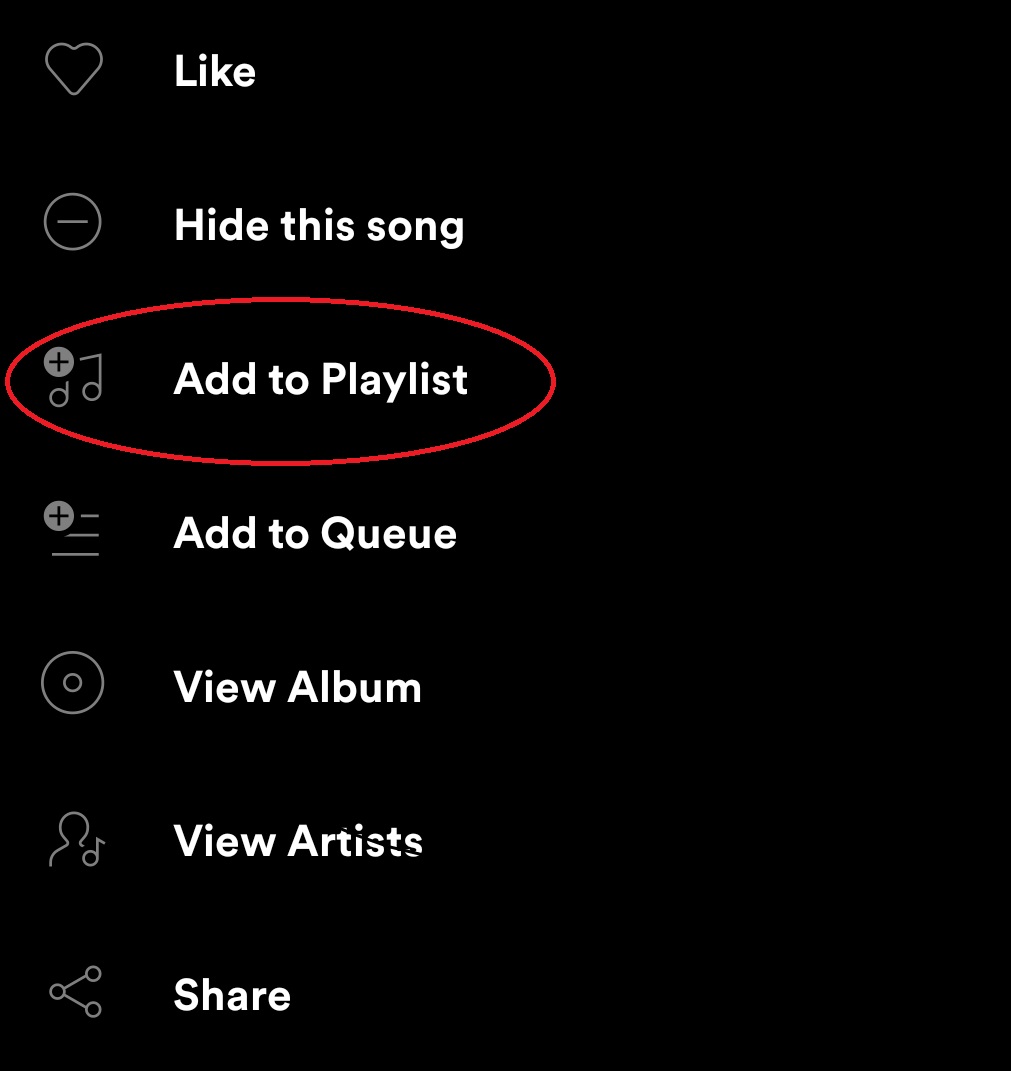 Like
Hide this song
Add to Playlist
Add to Queue
View Album
View Artists
Share